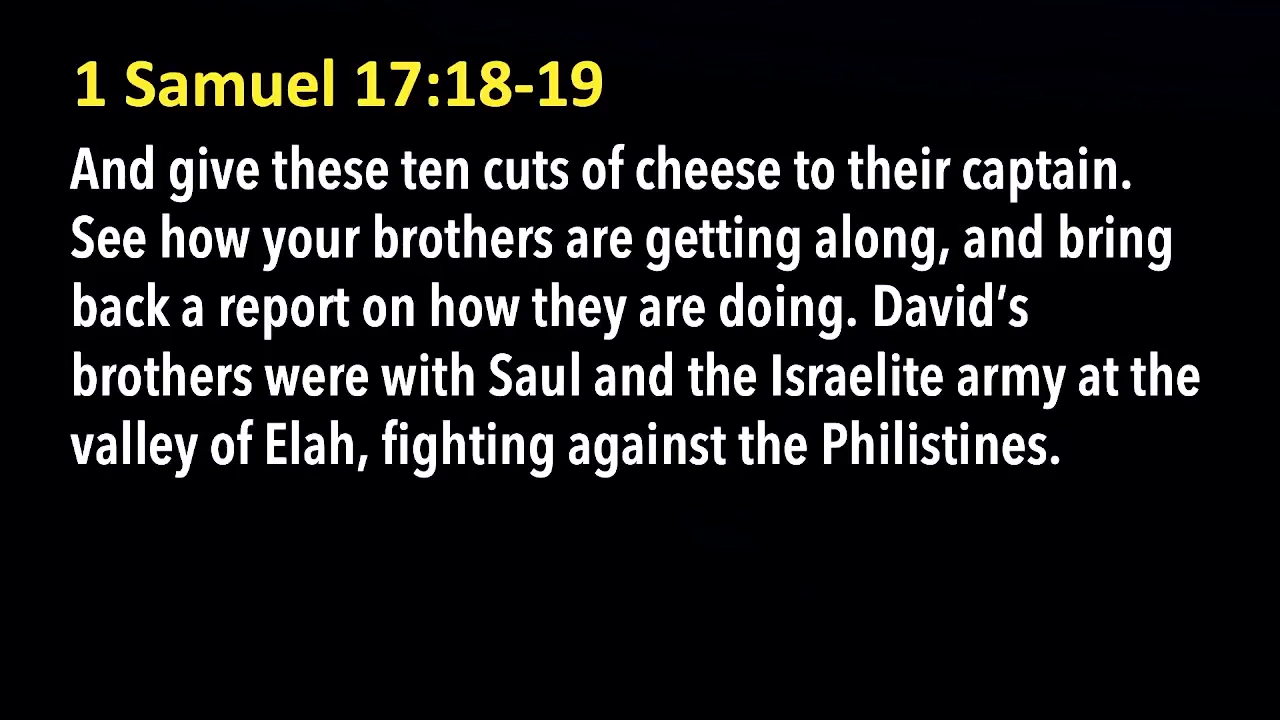 1 Samuel 17:18-19
And give these ten cuts of cheese to their captain.
See how your brothers are getting along, and bring
back a report on how they are doing. David’s
brothers were with Saul and the Israelite army at the
valley of Elah, fighting against the Philistines.